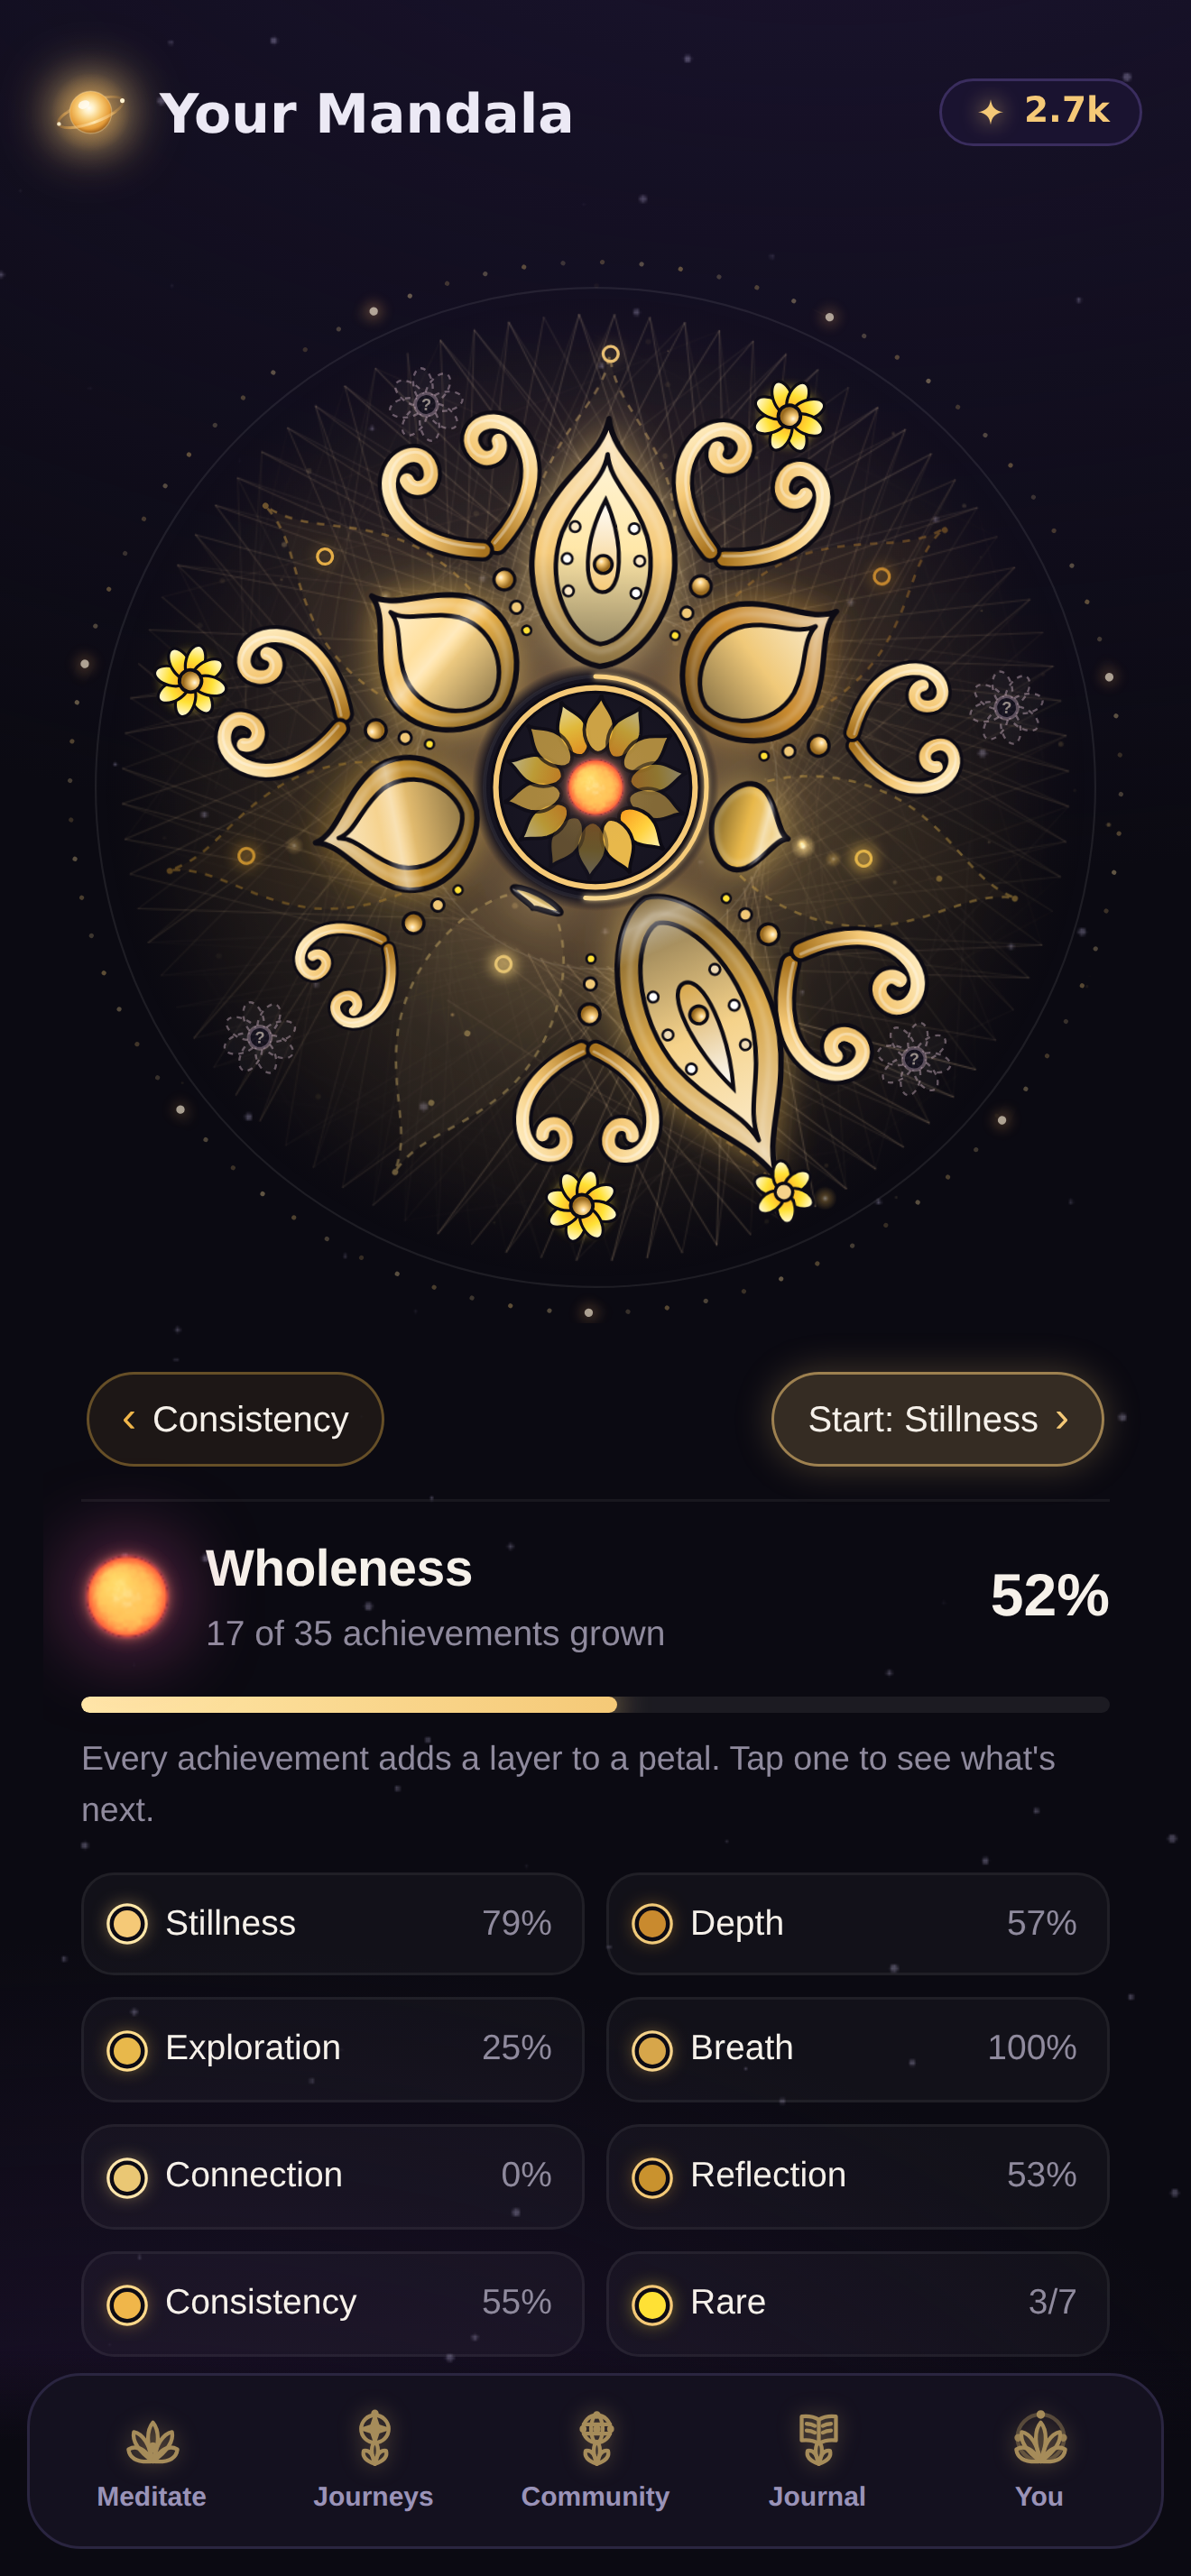 Your Mandala
✦ 2.7k
?
?
?
?
‹ Consistency
Start: Stillness ›
Wholeness
52%
17 of 35 achievements grown
Every achievement adds a layer to a petal. Tap one to see what's
next.
Stillness 79%
Depth 57%
Exploration 25%
Breath 100%
Connection 0%
Reflection 53%
Consistency 55%
Rare 3/7
Meditate
Journeys
Community
Journal
You